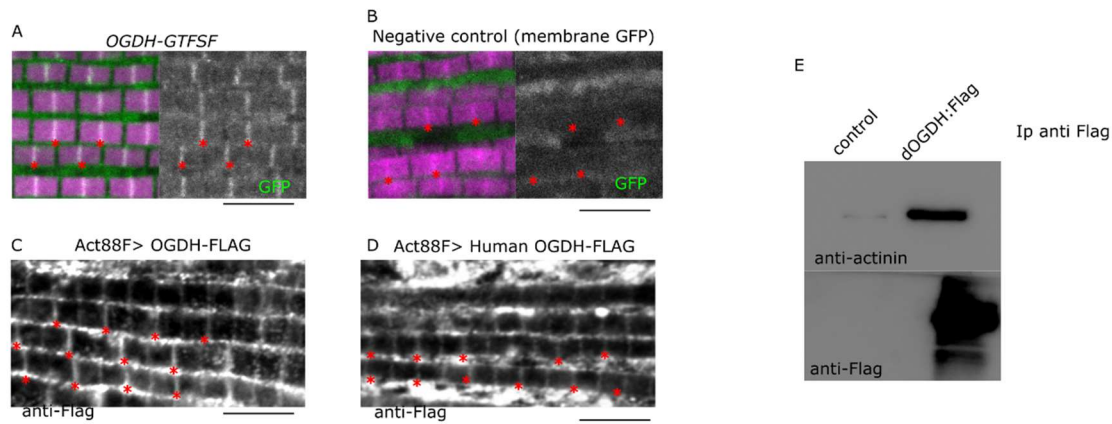 A
OGDH-GTFSF
GFP
B
Negative control (membrane GFP)
C
Act88F> OGDH-FLAG
anti-Flag
D
Act88F> Human OGDH-FLAG
anti-Flag
E
control
dOGDH:Flag
Ip anti Flag
anti-actinin
anti-Flag